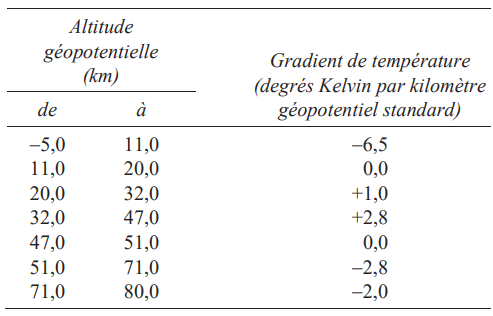 Altitude
géopotentielle
(km)
Gradient de température
(degrés Kelvin par kilomètre
géopotentiel standard)
de à
–5,0 11,0 –6,5
11,0 20,0 0,0
20,0 32,0 +1,0
32,0 47,0 +2,8
47,0 51,0 0,0
51,0 71,0 –2,8
71,0 80,0 –2,0